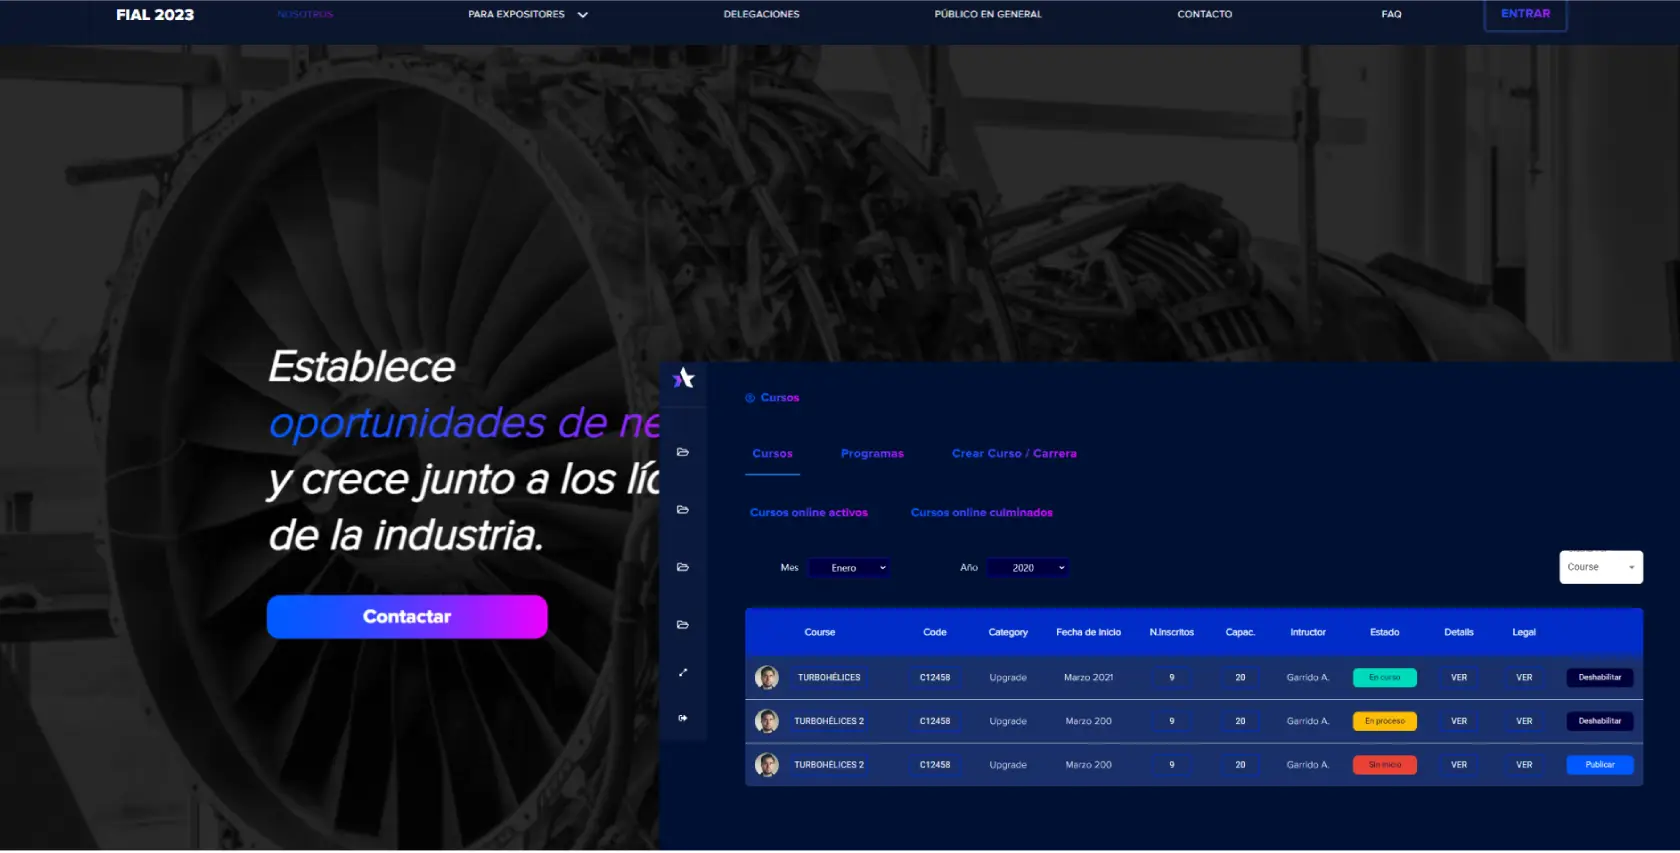 FIAL 2023 NOSOTROS PARA EXPOSITORES DELEGACIONES PÚBLICO EN GENERAL CONTACTO FAQ ENTRAR
Establece
oportunidades de ne
y crece junto a los líd
de la industria.
Contactar
Cursos
Cursos Programas Crear Curso / Carrera
Cursos online activos Cursos online culminados
Mes Enero Año 2020 Course
Course Code Category Fecha de Inicio N.Inscritos Capac. Intructor Estado Details Legal
TURBOHÉLICES C12458 Upgrade Marzo 2021 9 20 Garrido A. En curso VER VER Deshabilitar
TURBOHÉLICES 2 C12458 Upgrade Marzo 200 9 20 Garrido A. En proceso VER VER Deshabilitar
TURBOHÉLICES 2 C12458 Upgrade Marzo 200 9 20 Garrido A. Sin inicio VER VER Publicar